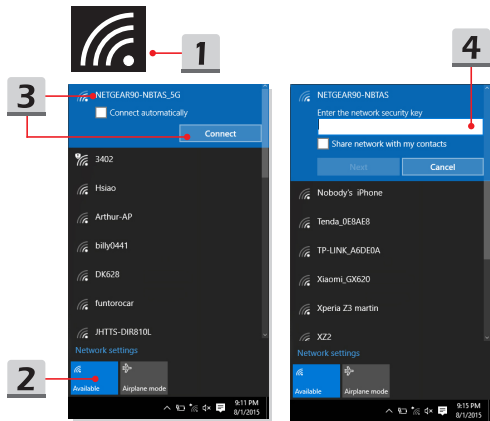 1
3
NETGEAR90-NBTAS_5G
Connect automatically
Connect
3402
Hsiao
Arthur-AP
billy0441
DK628
funtorocar
JHTTS-DIR810L
Network settings
2
Available
Airplane mode
9:11 PM
8/1/2015
4
NETGEAR90-NBTAS
Enter the network security key
Share network with my contacts
Next
Cancel
Nobody's iPhone
Tenda_0E8AE8
TP-LINK_A6DE0A
Xiaomi_GX620
Xperia Z3 martin
XZ2
Network settings
Available
Airplane mode
9:15 PM
8/1/2015